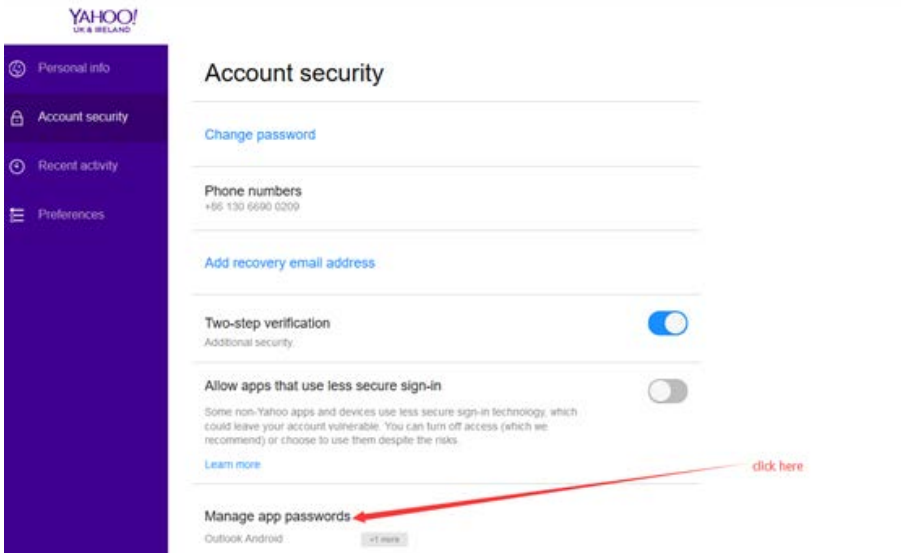 YAHOO!
UK & IRELAND
Personal info
Account security
Recent activity
Preferences
Account security
Change password
Phone numbers
+86 130 6690 0209
Add recovery email address
Two-step verification
Additional security.
Allow apps that use less secure sign-in
Some non-Yahoo apps and devices use less secure sign-in technology, which
could leave your account vulnerable. You can turn off access (which we
recommend) or choose to use them despite the risks.
Learn more
click here
Manage app passwords
Outlook Android
+1 more